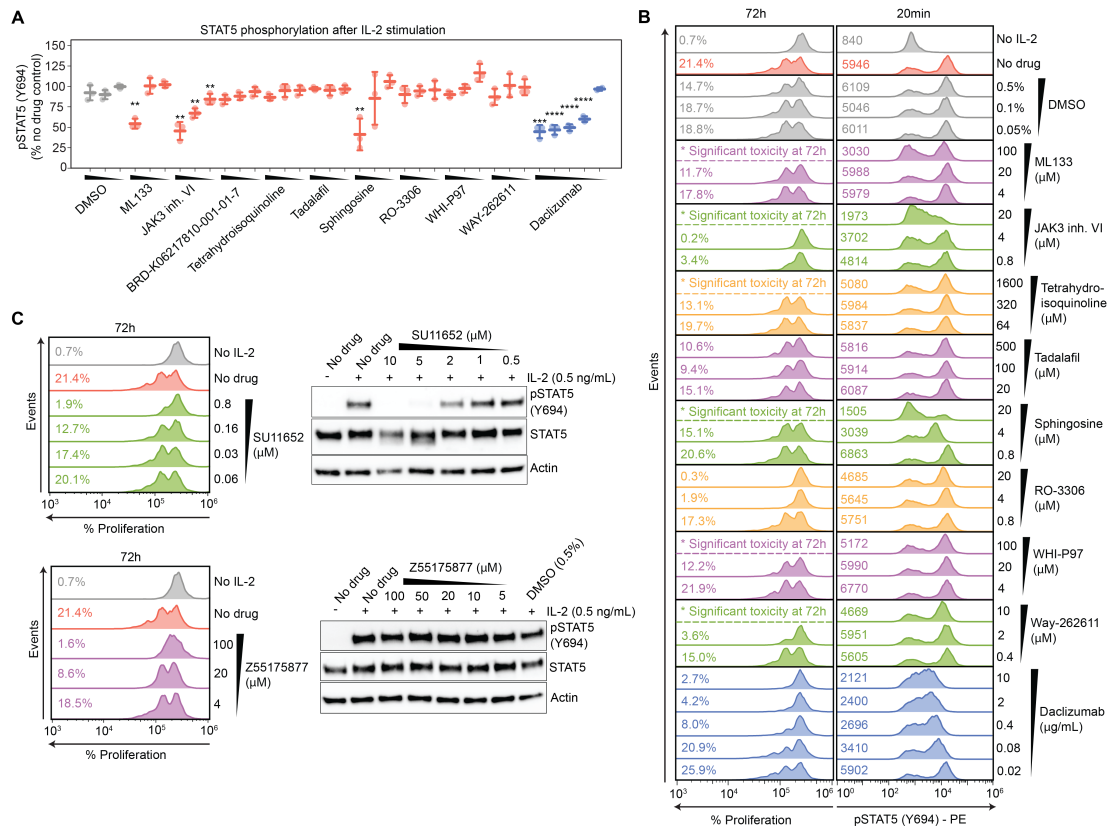 A
STAT5 phosphorylation after IL-2 stimulation
pSTAT5 (Y694)
(% no drug control)
150
125
100
75
50
25
0
**
**
**
**
**
***
****
****
****
DMSO
ML133
JAK3 inh. VI
BRD-K06217810-001-01-7
Tetrahydroisoquinoline
Tadalafil
Sphingosine
RO-3306
WHI-P97
WAY-262611
Daclizumab
B
72h
20min
0.7%
840
No IL-2
21.4%
5946
No drug
14.7%
6109
0.5%
18.7%
5046
0.1%
18.8%
6011
0.05%
DMSO
* Significant toxicity at 72h
3030
100
11.7%
5988
20
17.8%
5979
4
ML133
(µM)
* Significant toxicity at 72h
1973
20
0.2%
3702
4
3.4%
4814
0.8
JAK3 inh. VI
(µM)
* Significant toxicity at 72h
5080
1600
13.1%
5984
320
19.7%
5837
64
Tetrahydro-
isoquinoline
(µM)
10.6%
5816
500
9.4%
5914
100
15.1%
6087
20
Tadalafil
(µM)
* Significant toxicity at 72h
1505
20
15.1%
3039
4
20.6%
6863
0.8
Sphingosine
(µM)
0.3%
4685
20
1.9%
5645
4
17.3%
5751
0.8
RO-3306
(µM)
* Significant toxicity at 72h
5172
100
12.2%
5990
20
21.9%
6770
4
WHI-P97
(µM)
* Significant toxicity at 72h
4669
10
3.6%
5951
2
15.0%
5605
0.4
Way-262611
(µM)
2.7%
2121
10
4.2%
2400
2
8.0%
2696
0.4
20.9%
3410
0.08
25.9%
5902
0.02
Daclizumab
(µg/mL)
Events
10³ 10⁴ 10⁵ 10⁶
10⁰ 10² 10⁴ 10⁶
% Proliferation
pSTAT5 (Y694) - PE
C
72h
Events
0.7%
No IL-2
21.4%
No drug
1.9%
0.8
12.7%
0.16
17.4%
0.03
20.1%
0.06
SU11652
(µM)
10³ 10⁴ 10⁵ 10⁶
% Proliferation
No drug
No drug
SU11652 (µM)
10 5 2 1 0.5
- + + + + + + IL-2 (0.5 ng/mL)
pSTAT5
(Y694)
STAT5
Actin
72h
Events
0.7%
No IL-2
21.4%
No drug
1.6%
100
8.6%
20
18.5%
4
Z55175877
(µM)
10³ 10⁴ 10⁵ 10⁶
% Proliferation
No drug
No drug
Z55175877 (µM)
DMSO (0.5%)
100 50 20 10 5
- + + + + + + + IL-2 (0.5 ng/mL)
pSTAT5
(Y694)
STAT5
Actin